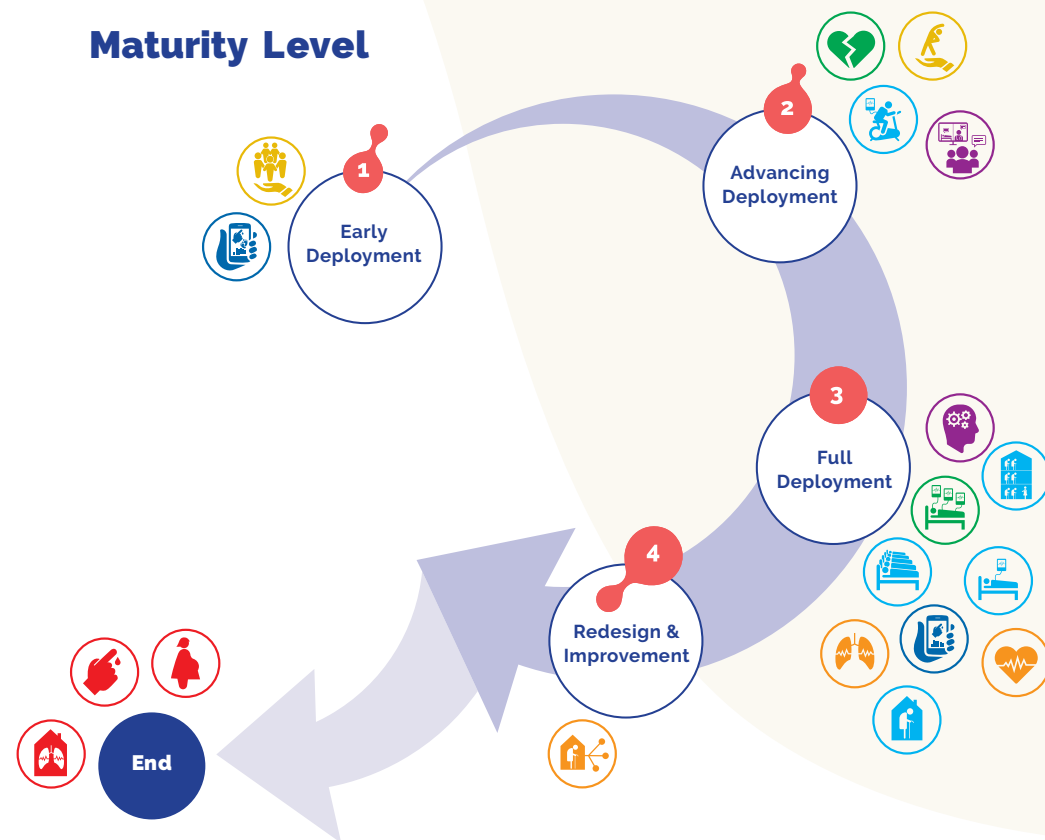 Maturity Level
1
Early
Deployment
2
Advancing
Deployment
3
Full
Deployment
4
Redesign &
Improvement
End